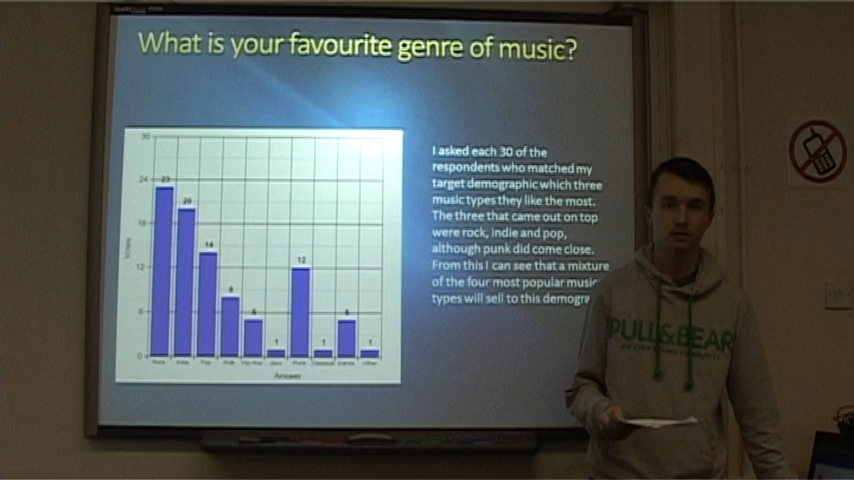 What is your favourite genre of music?
30
24
18
12
6
0
Votes
23
20
14
8
5
1
12
1
5
1
Rock
Indie
Pop
RnB
Hip Hop
Jazz
Punk
Classical
Dance
Other
Answer
I asked each 30 of the
respondents who matched my
target demographic which three
music types they like the most.
The three that came out on top
were rock, indie and pop,
although punk did come close.
From this I can see that a mixture
of the four most popular music
types will sell to this demogra
PULL&BEAR